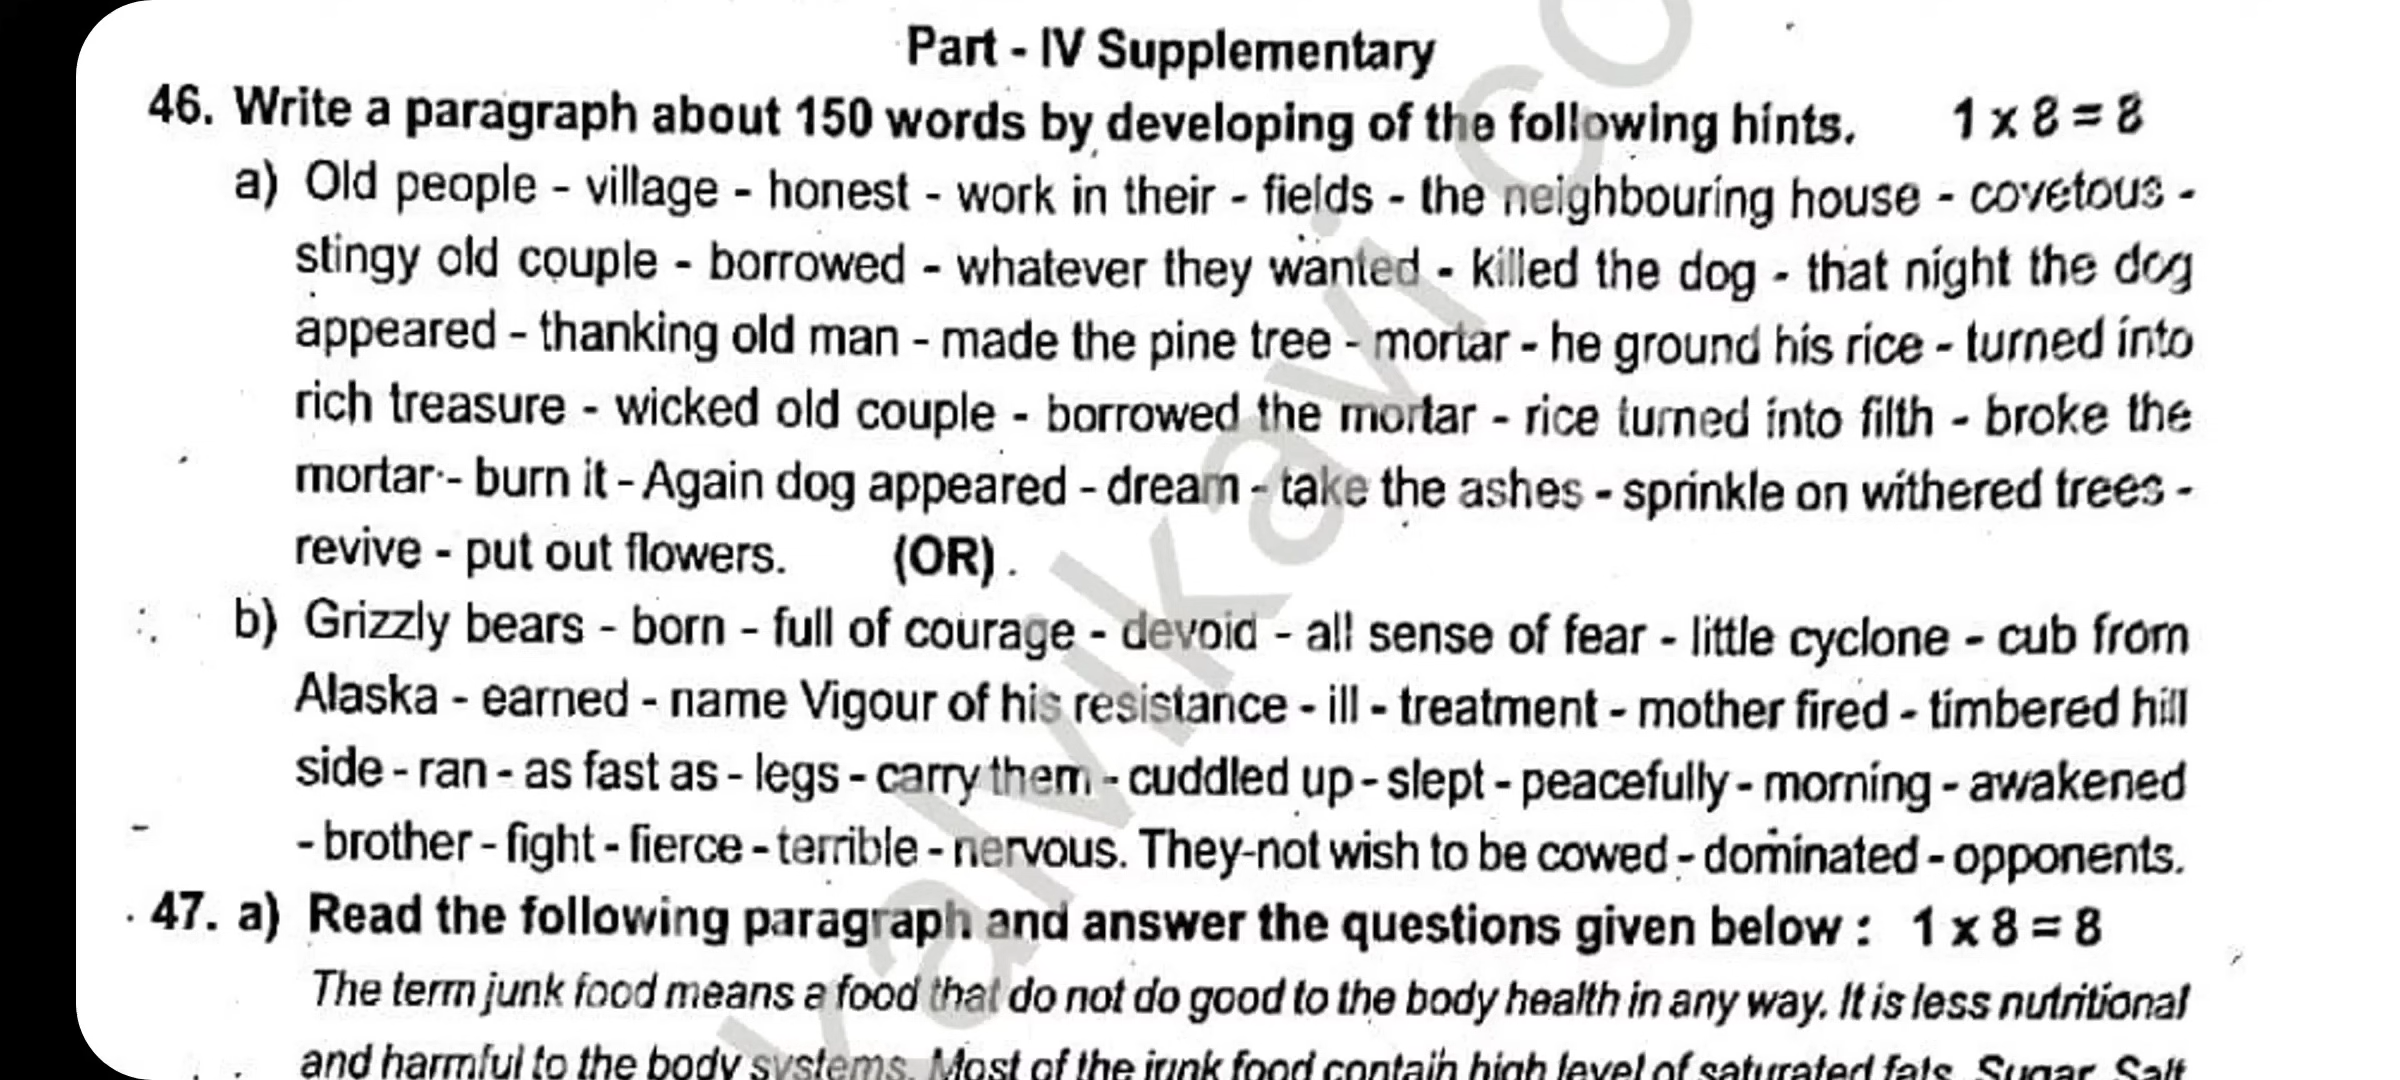 Part - IV Supplementary
46. Write a paragraph about 150 words by developing of the following hints. 1 x 8 = 8
a) Old people - village - honest - work in their - fields - the neighbouring house - covetous -
stingy old couple - borrowed - whatever they wanted - killed the dog - that night the dog
appeared - thanking old man - made the pine tree - mortar - he ground his rice - turned into
rich treasure - wicked old couple - borrowed the mortar - rice turned into filth - broke the
mortar - burn it - Again dog appeared - dream - take the ashes - sprinkle on withered trees -
revive - put out flowers. (OR).
b) Grizzly bears - born - full of courage - devoid - all sense of fear - little cyclone - cub from
Alaska - earned - name Vigour of his resistance - ill - treatment - mother fired - timbered hill
side - ran - as fast as - legs - carry them - cuddled up - slept - peacefully - morning - awakened
- brother - fight - fierce - terrible - nervous. They-not wish to be cowed - dominated - opponents.
47. a) Read the following paragraph and answer the questions given below : 1 x 8 = 8
The term junk food means a food that do not do good to the body health in any way. It is less nutritional
and harmful to the body systems. Most of the junk food contain high level of saturated fats, Sugar, Salt
kalvikavi.co